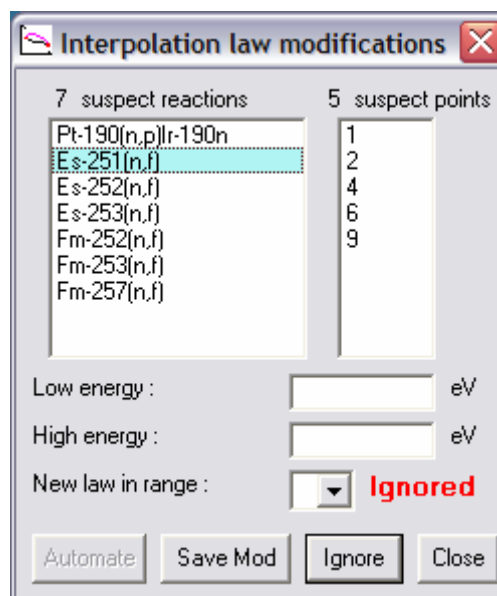 Interpolation law modifications
7 suspect reactions 5 suspect points
Pt-190(n,p)Ir-190n
Es-251(n,f)
Es-252(n,f)
Es-253(n,f)
Fm-252(n,f)
Fm-253(n,f)
Fm-257(n,f)
1
2
4
6
9
Low energy : eV
High energy : eV
New law in range : Ignored
Automate Save Mod Ignore Close